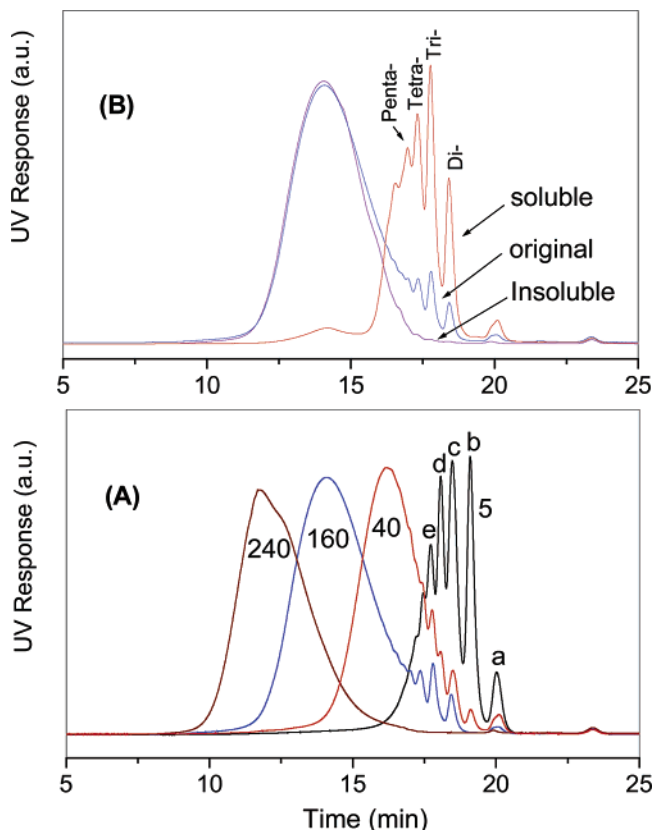 UV Response (a.u.)
(B)
Penta-
Tetra-
Tri-
Di-
soluble
original
Insoluble
5 10 15 20 25
UV Response (a.u.)
(A)
240
160
40
e
d
c
b
5
a
5 10 15 20 25
Time (min)